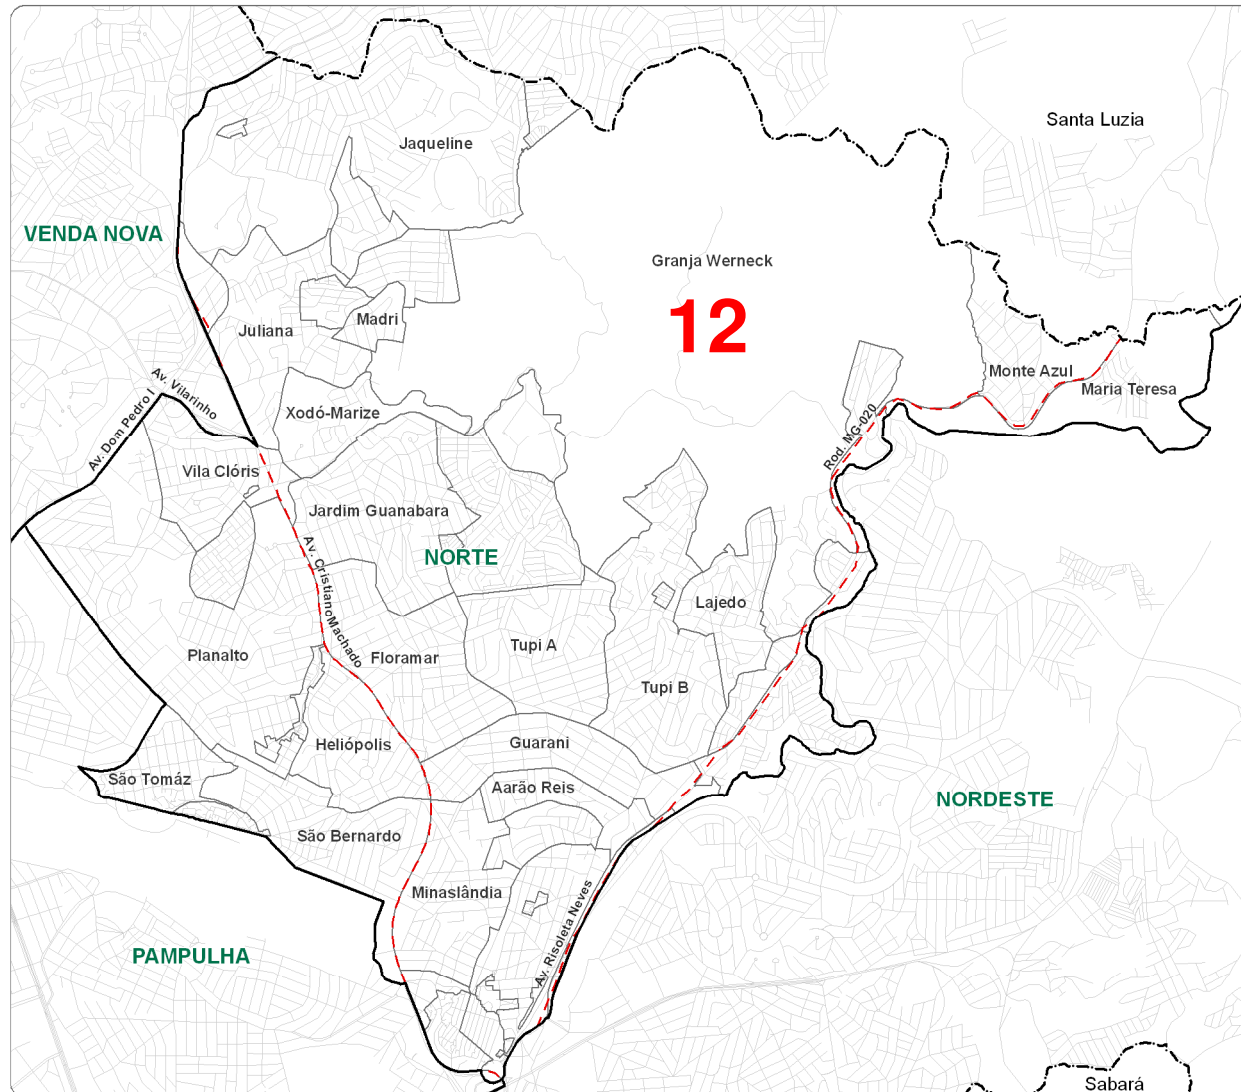 Santa Luzia
Jaqueline
VENDA NOVA
Granja Werneck
12
Madri
Juliana
Monte Azul
Maria Teresa
Av. Vilarinho
Av. Dom Pedro I
Xodó-Marize
Rod. MG-020
Vila Clóris
Jardim Guanabara
NORTE
Av. Cristiano Machado
Lajedo
Tupi A
Planalto
Floramar
Tupi B
Heliópolis
Guarani
São Tomáz
Aarão Reis
NORDESTE
São Bernardo
Minaslândia
Av. Risoleta Neves
PAMPULHA
Sabará